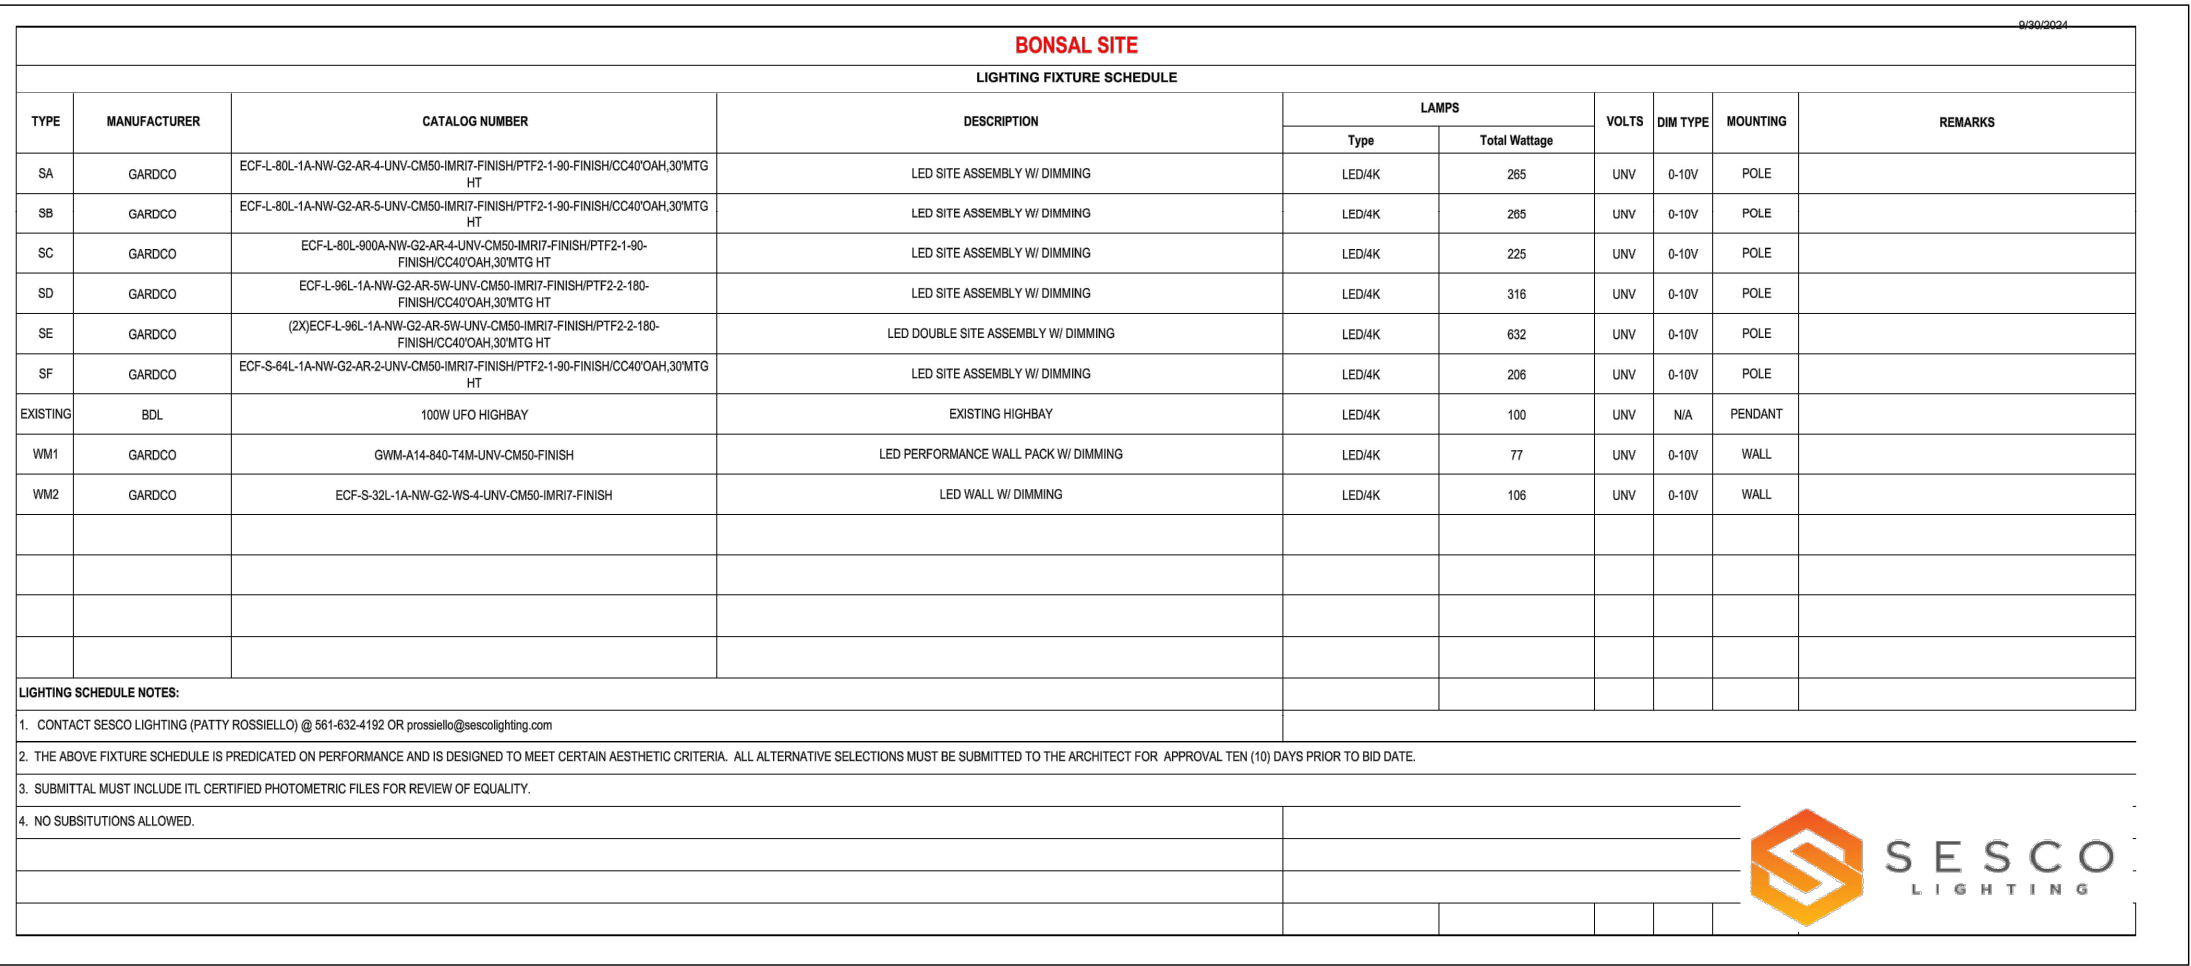 9/30/2024
BONSAL SITE
LIGHTING FIXTURE SCHEDULE
TYPE MANUFACTURER CATALOG NUMBER DESCRIPTION LAMPS VOLTS DIM TYPE MOUNTING REMARKS
Type Total Wattage
SA GARDCO ECF-L-80L-1A-NW-G2-AR-4-UNV-CM50-IMRI7-FINISH/PTF2-1-90-FINISH/CC40'OAH,30'MTG
HT LED SITE ASSEMBLY W/ DIMMING LED/4K 265 UNV 0-10V POLE
SB GARDCO ECF-L-80L-1A-NW-G2-AR-5-UNV-CM50-IMRI7-FINISH/PTF2-1-90-FINISH/CC40'OAH,30'MTG
HT LED SITE ASSEMBLY W/ DIMMING LED/4K 265 UNV 0-10V POLE
SC GARDCO ECF-L-80L-900A-NW-G2-AR-4-UNV-CM50-IMRI7-FINISH/PTF2-1-90-
FINISH/CC40'OAH,30'MTG HT LED SITE ASSEMBLY W/ DIMMING LED/4K 225 UNV 0-10V POLE
SD GARDCO ECF-L-96L-1A-NW-G2-AR-5W-UNV-CM50-IMRI7-FINISH/PTF2-2-180-
FINISH/CC40'OAH,30'MTG HT LED SITE ASSEMBLY W/ DIMMING LED/4K 316 UNV 0-10V POLE
SE GARDCO (2X)ECF-L-96L-1A-NW-G2-AR-5W-UNV-CM50-IMRI7-FINISH/PTF2-2-180-
FINISH/CC40'OAH,30'MTG HT LED DOUBLE SITE ASSEMBLY W/ DIMMING LED/4K 632 UNV 0-10V POLE
SF GARDCO ECF-S-64L-1A-NW-G2-AR-2-UNV-CM50-IMRI7-FINISH/PTF2-1-90-FINISH/CC40'OAH,30'MTG
HT LED SITE ASSEMBLY W/ DIMMING LED/4K 206 UNV 0-10V POLE
EXISTING BDL 100W UFO HIGHBAY EXISTING HIGHBAY LED/4K 100 UNV N/A PENDANT
WM1 GARDCO GWM-A14-840-T4M-UNV-CM50-FINISH LED PERFORMANCE WALL PACK W/ DIMMING LED/4K 77 UNV 0-10V WALL
WM2 GARDCO ECF-S-32L-1A-NW-G2-WS-4-UNV-CM50-IMRI7-FINISH LED WALL W/ DIMMING LED/4K 106 UNV 0-10V WALL
LIGHTING SCHEDULE NOTES:
1. CONTACT SESCO LIGHTING (PATTY ROSSIELLO) @ 561-632-4192 OR prossiello@sescolighting.com
2. THE ABOVE FIXTURE SCHEDULE IS PREDICATED ON PERFORMANCE AND IS DESIGNED TO MEET CERTAIN AESTHETIC CRITERIA. ALL ALTERNATIVE SELECTIONS MUST BE SUBMITTED TO THE ARCHITECT FOR APPROVAL TEN (10) DAYS PRIOR TO BID DATE.
3. SUBMITTAL MUST INCLUDE ITL CERTIFIED PHOTOMETRIC FILES FOR REVIEW OF EQUALITY.
4. NO SUBSITUTIONS ALLOWED.
SESCO
LIGHTING